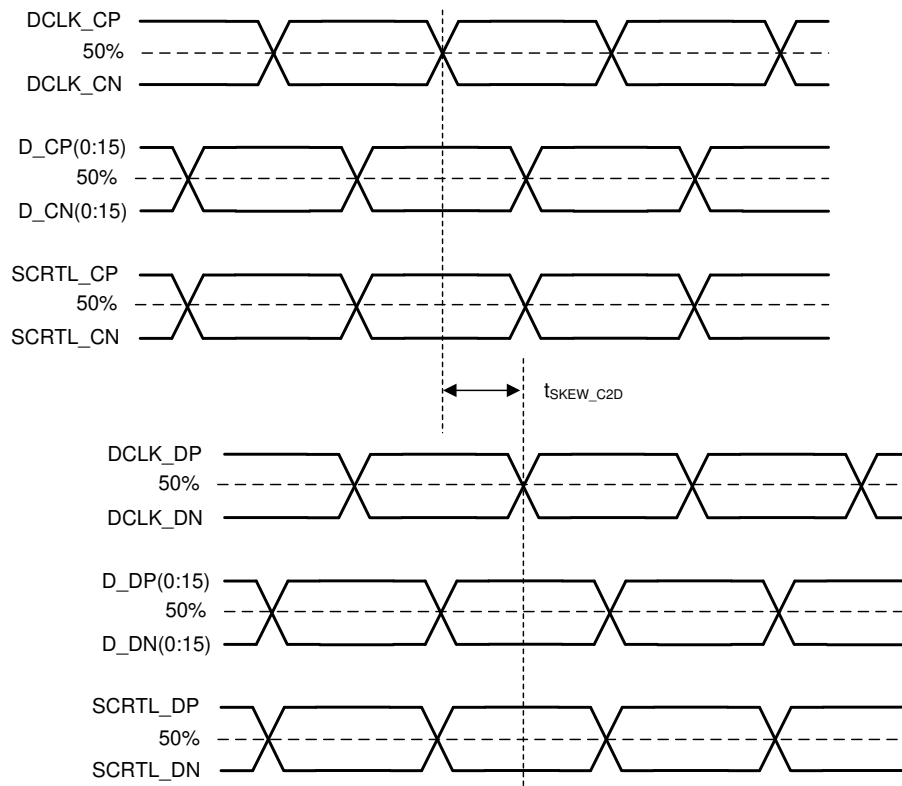 DCLK_CP
50%
DCLK_CN
D_CP(0:15)
50%
D_CN(0:15)
SCRTL_CP
50%
SCRTL_CN
tSKEW_C2D
DCLK_DP
50%
DCLK_DN
D_DP(0:15)
50%
D_DN(0:15)
SCRTL_DP
50%
SCRTL_DN